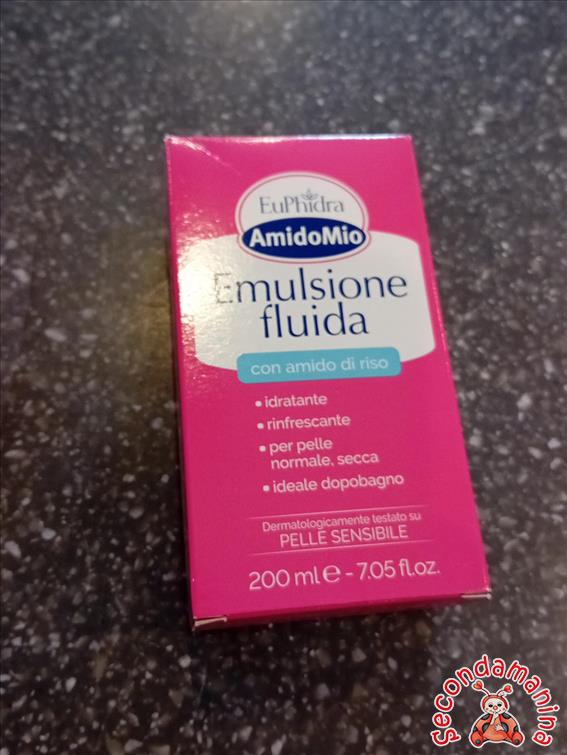 EuPhidra
AmidoMio
Emulsione
fluida
con amido di riso
• idratante
• rinfrescante
• per pelle
normale, secca
• ideale dopobagno
Dermatologicamente testato su
PELLE SENSIBILE
200 ml e - 7.05 fl.oz.
Secondamanina